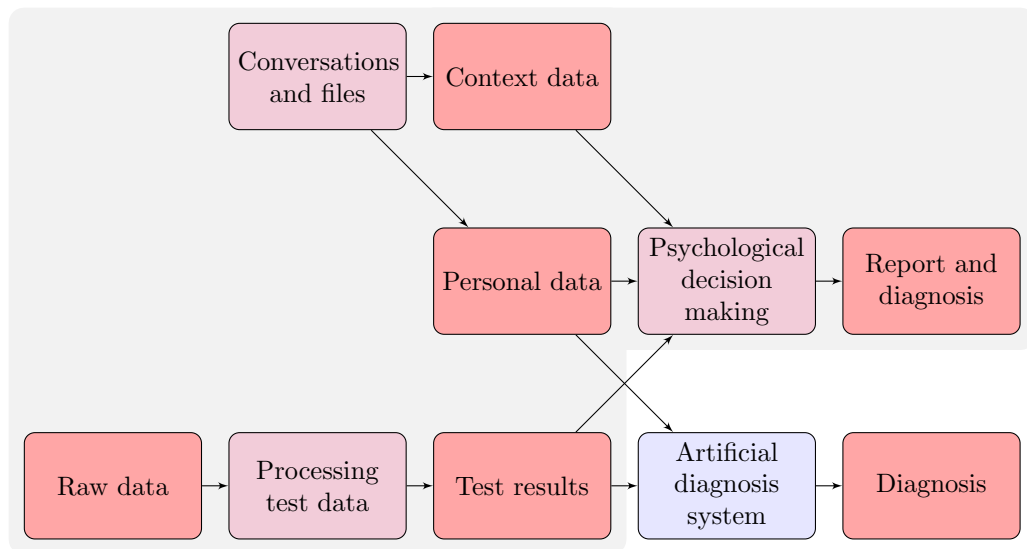 Conversations
and files
Context data
Personal data
Psychological
decision
making
Report and
diagnosis
Raw data
Processing
test data
Test results
Artificial
diagnosis
system
Diagnosis